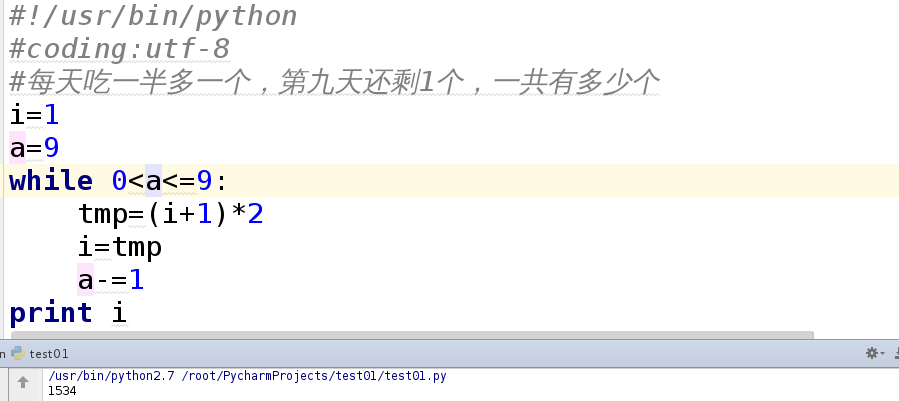 #!/usr/bin/python
#coding:utf-8
#每天吃一半多一个，第九天还剩1个，一共有多少个
i=1
a=9
while 0<a<=9:
    tmp=(i+1)*2
    i=tmp
    a-=1
print i
n test01
/usr/bin/python2.7 /root/PycharmProjects/test01/test01.py
1534